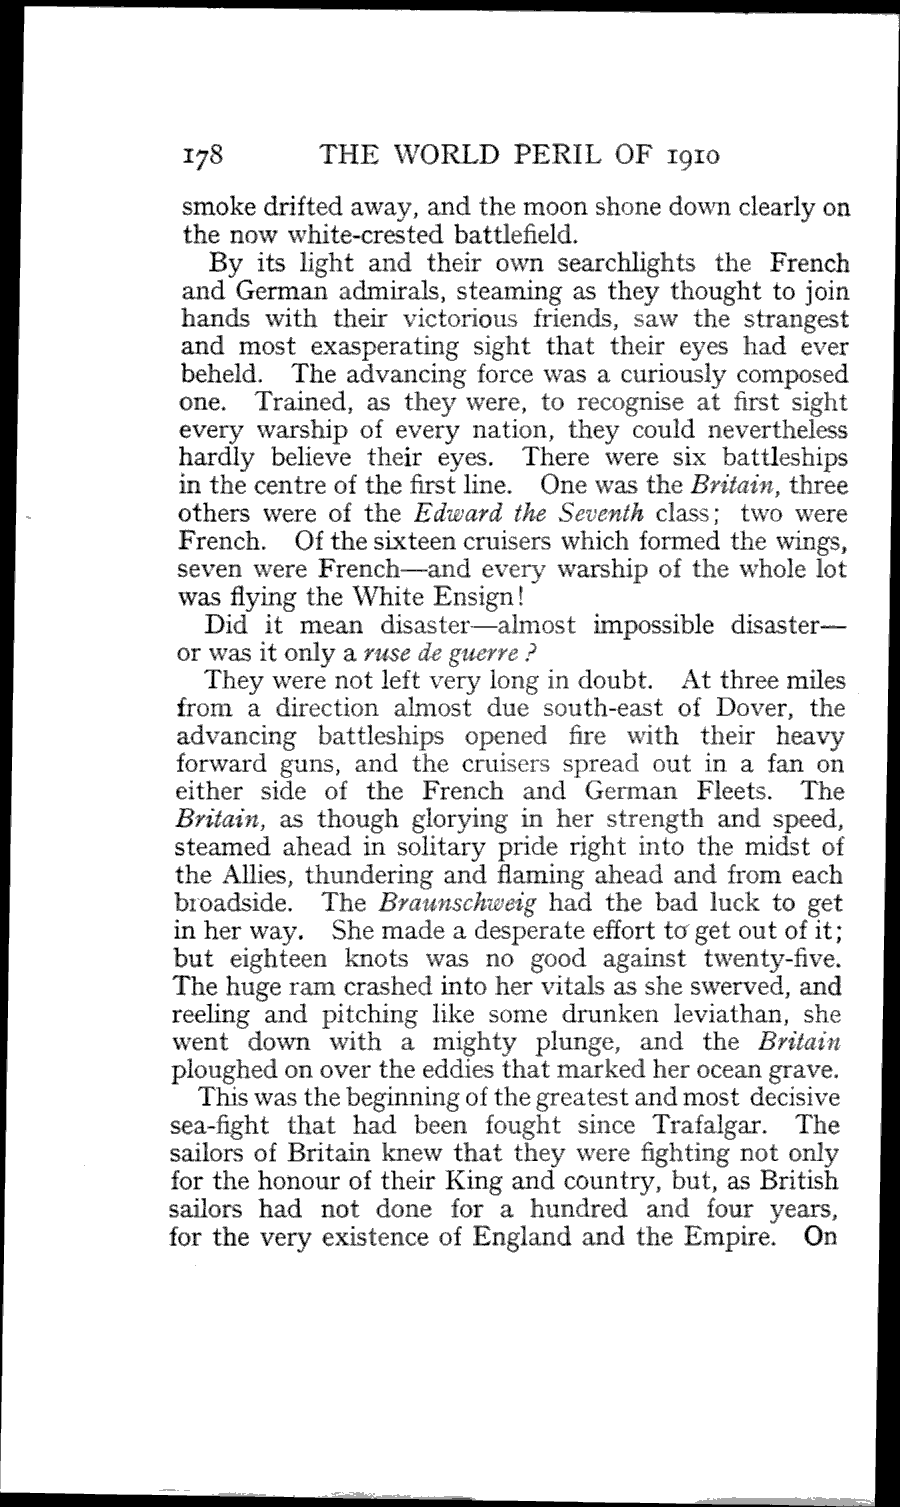 178 THE WORLD PERIL OF 1910
smoke drifted away, and the moon shone down clearly on
the now white-crested battlefield.
By its light and their own searchlights the French
and German admirals, steaming as they thought to join
hands with their victorious friends, saw the strangest
and most exasperating sight that their eyes had ever
beheld. The advancing force was a curiously composed
one. Trained, as they were, to recognise at first sight
every warship of every nation, they could nevertheless
hardly believe their eyes. There were six battleships
in the centre of the first line. One was the Britain, three
others were of the Edward the Seventh class; two were
French. Of the sixteen cruisers which formed the wings,
seven were French—and every warship of the whole lot
was flying the White Ensign!
Did it mean disaster—almost impossible disaster—
or was it only a ruse de guerre?
They were not left very long in doubt. At three miles
from a direction almost due south-east of Dover, the
advancing battleships opened fire with their heavy
forward guns, and the cruisers spread out in a fan on
either side of the French and German Fleets. The
Britain, as though glorying in her strength and speed,
steamed ahead in solitary pride right into the midst of
the Allies, thundering and flaming ahead and from each
broadside. The Braunschweig had the bad luck to get
in her way. She made a desperate effort to get out of it;
but eighteen knots was no good against twenty-five.
The huge ram crashed into her vitals as she swerved, and
reeling and pitching like some drunken leviathan, she
went down with a mighty plunge, and the Britain
ploughed on over the eddies that marked her ocean grave.
This was the beginning of the greatest and most decisive
sea-fight that had been fought since Trafalgar. The
sailors of Britain knew that they were fighting not only
for the honour of their King and country, but, as British
sailors had not done for a hundred and four years,
for the very existence of England and the Empire. On